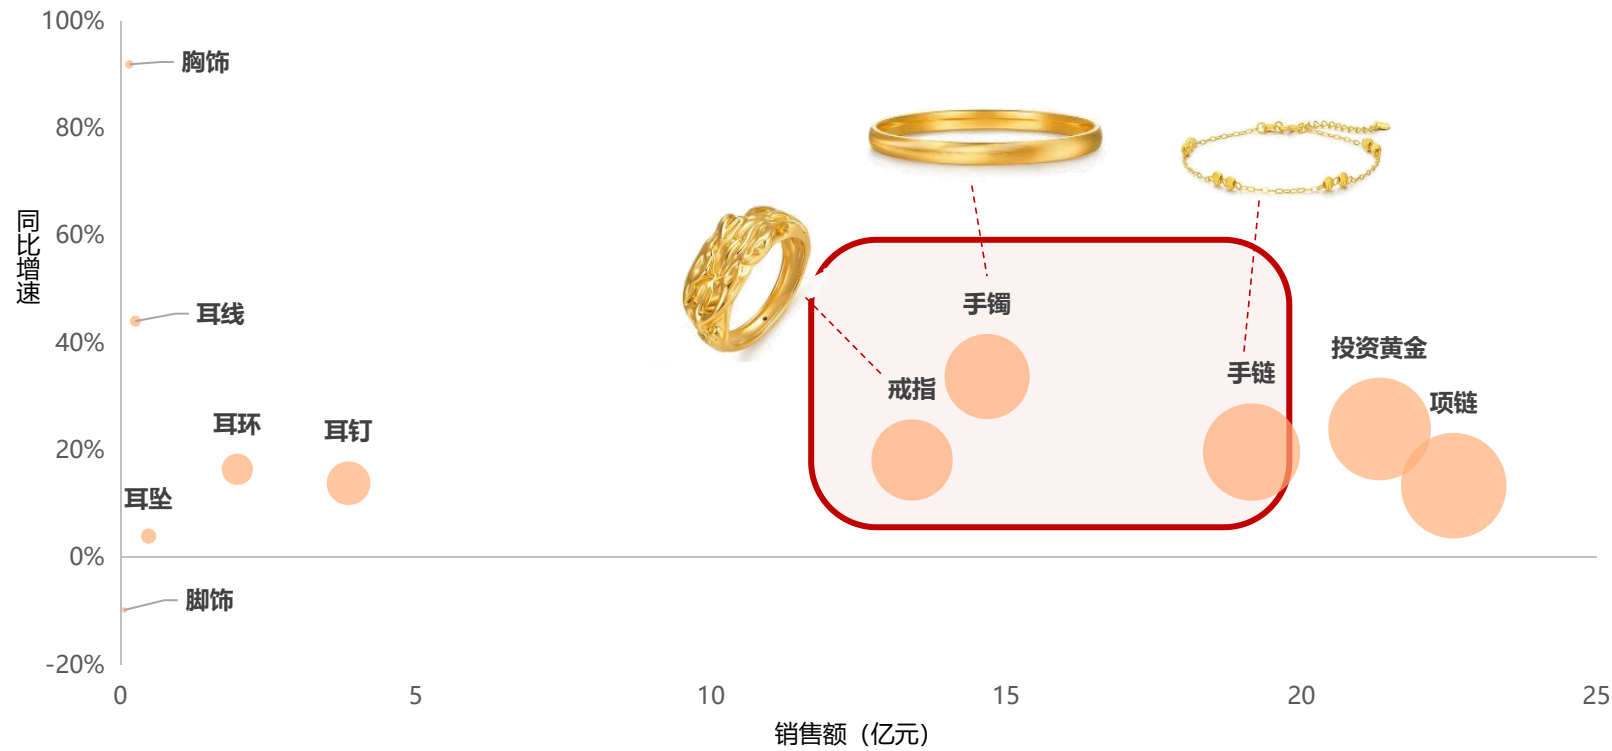 100%
胸饰
80%
60%
同比增速
耳线
手镯
40%
投资黄金
手链
戒指
项链
耳环
耳钉
20%
耳坠
0%
脚饰
-20%
0
5
10
15
20
25
销售额（亿元）